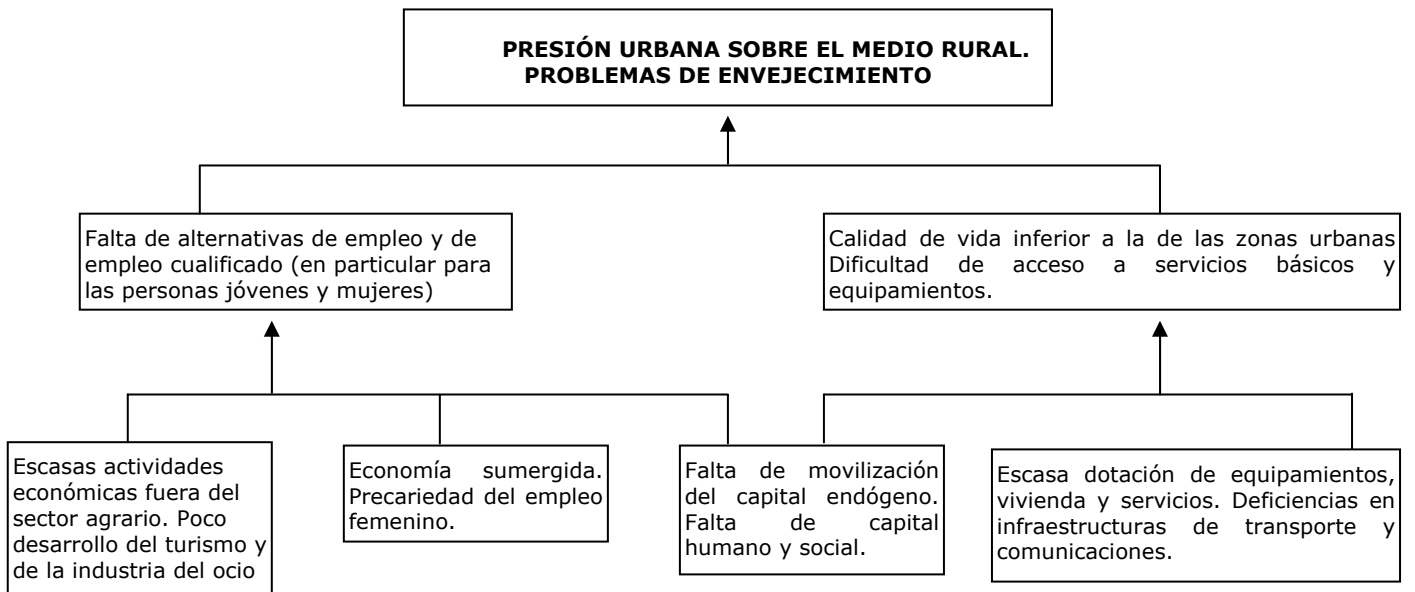 PRESIÓN URBANA SOBRE EL MEDIO RURAL.
PROBLEMAS DE ENVEJECIMIENTO
Falta de alternativas de empleo y de
empleo cualificado (en particular para
las personas jóvenes y mujeres)
Calidad de vida inferior a la de las zonas urbanas
Dificultad de acceso a servicios básicos y
equipamientos.
Escasas actividades
económicas fuera del
sector agrario. Poco
desarrollo del turismo y
de la industria del ocio
Economía sumergida.
Precariedad del empleo
femenino.
Falta de movilización
del capital endógeno.
Falta de capital
humano y social.
Escasa dotación de equipamientos,
vivienda y servicios. Deficiencias en
infraestructuras de transporte y
comunicaciones.